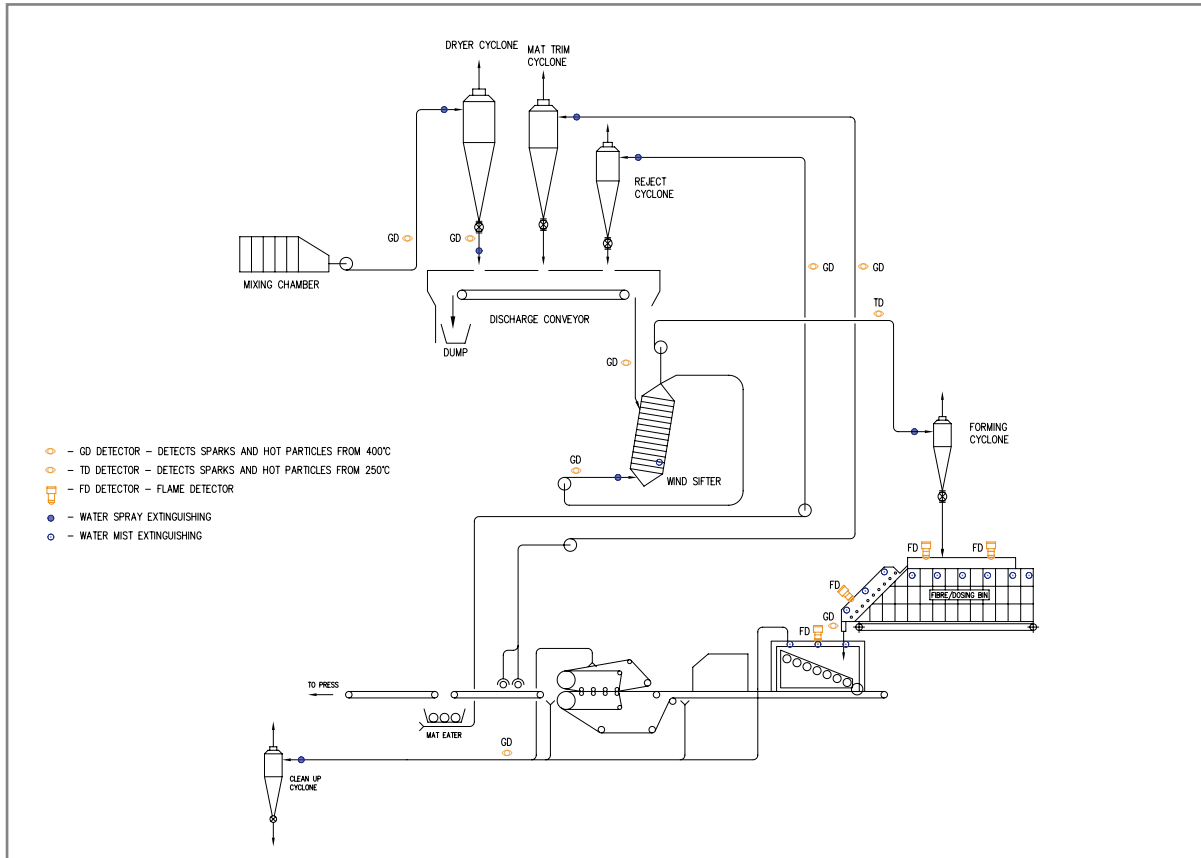 DRYER CYCLONE
MAT TRIM
CYCLONE
REJECT
CYCLONE
GD
GD
MIXING CHAMBER
GD
GD
TD
DISCHARGE CONVEYOR
DUMP
GD
FORMING
CYCLONE
- GD DETECTOR - DETECTS SPARKS AND HOT PARTICLES FROM 400°C
- TD DETECTOR - DETECTS SPARKS AND HOT PARTICLES FROM 250°C
- FD DETECTOR - FLAME DETECTOR
- WATER SPRAY EXTINGUISHING
- WATER MIST EXTINGUISHING
GD
WIND SIFTER
FD
FD
FD
FIBRE/DOSING BIN
GD
FD
TO PRESS
MAT EATER
GD
CLEAN UP
CYCLONE